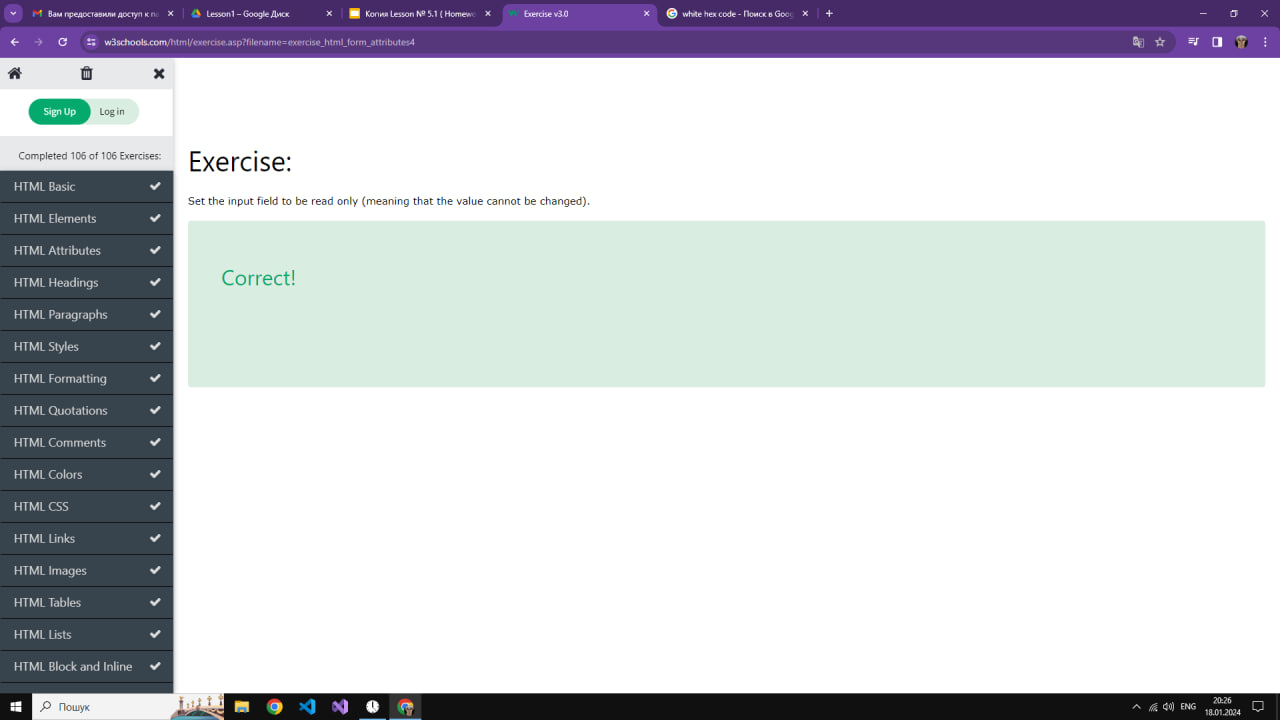 Вам предоставили доступ к по
Lesson1 – Google Диск
Копия Lesson № 5.1 ( Homewo
Exercise v3.0
white hex code - Поиск в Goog
w3schools.com/html/exercise.asp?filename=exercise_html_form_attributes4
Sign Up
Log in
Completed 106 of 106 Exercises:
HTML Basic
HTML Elements
HTML Attributes
HTML Headings
HTML Paragraphs
HTML Styles
HTML Formatting
HTML Quotations
HTML Comments
HTML Colors
HTML CSS
HTML Links
HTML Images
HTML Tables
HTML Lists
HTML Block and Inline
Exercise:
Set the input field to be read only (meaning that the value cannot be changed).
Correct!
Пошук
ENG
20:26
18.01.2024